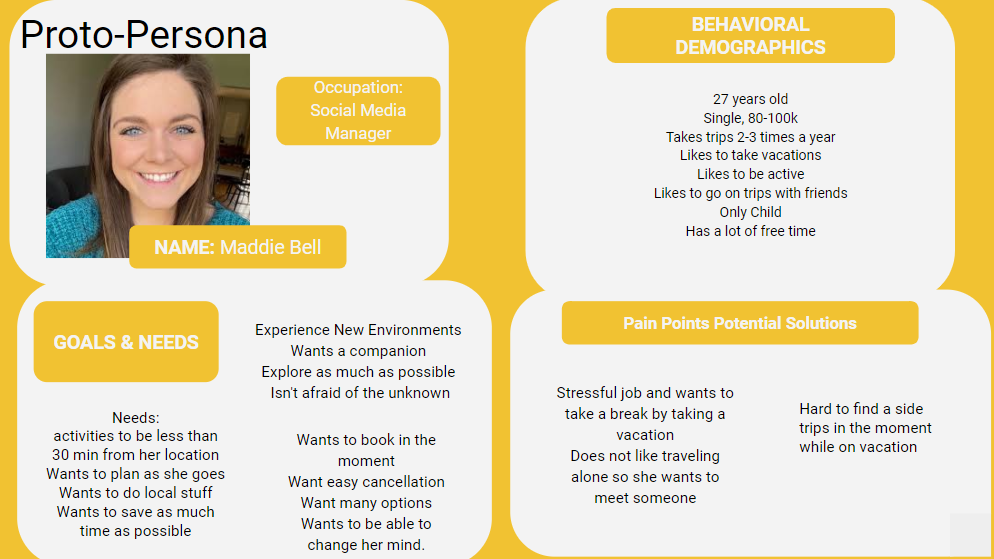 Proto-Persona
Occupation:
Social Media
Manager
NAME: Maddie Bell
BEHAVIORAL
DEMOGRAPHICS
27 years old
Single, 80-100k
Takes trips 2-3 times a year
Likes to take vacations
Likes to be active
Likes to go on trips with friends
Only Child
Has a lot of free time
GOALS & NEEDS
Needs:
activities to be less than
30 min from her location
Wants to plan as she goes
Wants to do local stuff
Wants to save as much
time as possible
Experience New Environments
Wants a companion
Explore as much as possible
Isn't afraid of the unknown
Wants to book in the
moment
Want easy cancellation
Want many options
Wants to be able to
change her mind.
Pain Points Potential Solutions
Stressful job and wants to
take a break by taking a
vacation
Does not like traveling
alone so she wants to
meet someone
Hard to find a side
trips in the moment
while on vacation